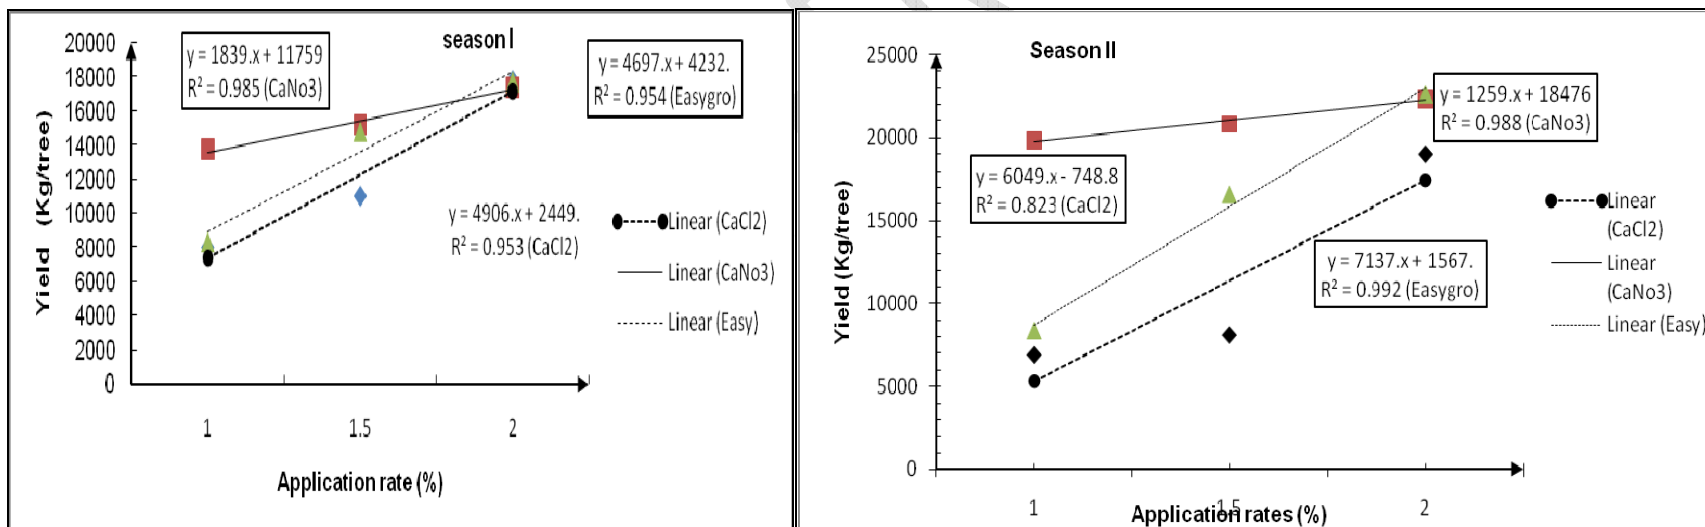 season I
y = 1839.x + 11759
R² = 0.985 (CaNo3)
y = 4697.x + 4232.
R² = 0.954 (Easygro)
y = 4906.x + 2449.
R² = 0.953 (CaCl2)
Yield (Kg/tree)
20000
18000
16000
14000
12000
10000
8000
6000
4000
2000
0
1
1.5
2
Application rate (%)
Linear (CaCl2)
Linear (CaNo3)
Linear (Easy)
Season II
y = 1259.x + 18476
R² = 0.988 (CaNo3)
y = 6049.x - 748.8
R² = 0.823 (CaCl2)
y = 7137.x + 1567.
R² = 0.992 (Easygro)
Yield (Kg/tree)
25000
20000
15000
10000
5000
0
1
1.5
2
Application rates (%)
Linear
(CaCl2)
Linear
(CaNo3)
Linear (Easy)